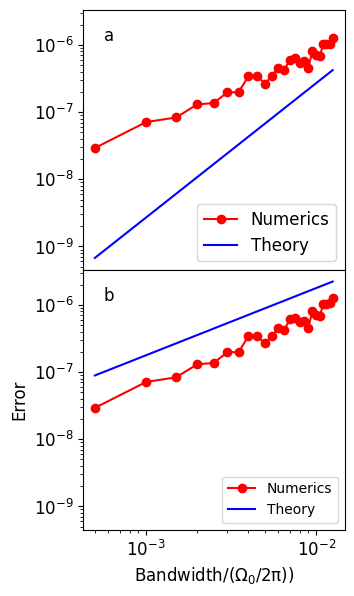 a
10⁻⁶
10⁻⁷
10⁻⁸
10⁻⁹
Numerics
Theory
b
10⁻⁶
10⁻⁷
10⁻⁸
10⁻⁹
Error
Numerics
Theory
10⁻³
10⁻²
Bandwidth/(Ω₀/2π))